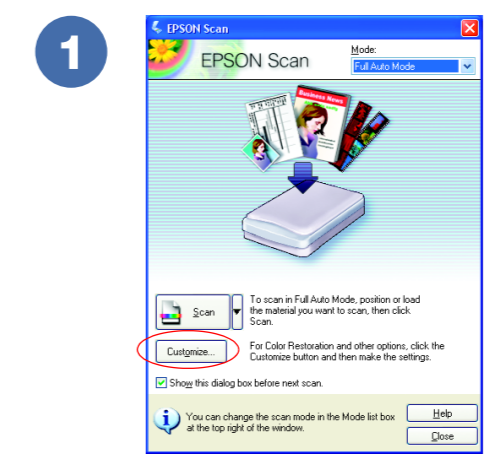 1
EPSON Scan
EPSON Scan
Mode:
Full Auto Mode
Business News
Scan
To scan in Full Auto Mode, position or load
the material you want to scan, then click
Scan.
Customize...
For Color Restoration and other options, click the
Customize button and then make the settings.
Show this dialog box before next scan.
You can change the scan mode in the Mode list box
at the top right of the window.
Help
Close